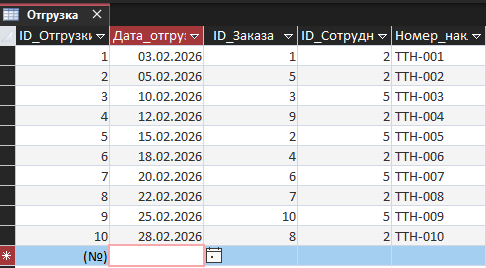 Отгрузка
ID_Отгрузки Дата_отгруз ID_Заказа ID_Сотрудн Номер_нак
1 03.02.2026 1 2 ТТН-001
2 05.02.2026 5 2 ТТН-002
3 10.02.2026 3 5 ТТН-003
4 12.02.2026 9 2 ТТН-004
5 15.02.2026 2 5 ТТН-005
6 18.02.2026 4 2 ТТН-006
7 20.02.2026 6 5 ТТН-007
8 22.02.2026 7 2 ТТН-008
9 25.02.2026 10 5 ТТН-009
10 28.02.2026 8 2 ТТН-010
(№)